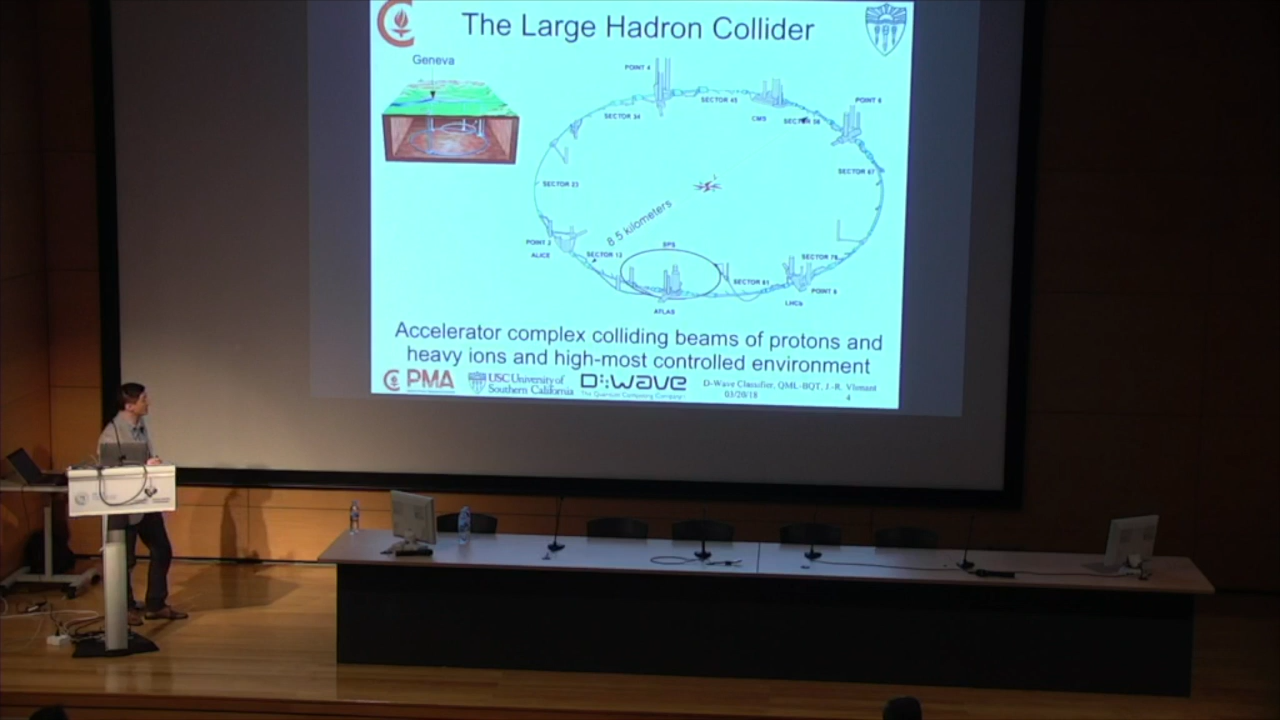 The Large Hadron Collider
Geneva
POINT 4
SECTOR 45
POINT 5
SECTOR 34
CMS
SECTOR 56
SECTOR 67
SECTOR 23
8.5 kilometers
POINT 2
ALICE
SECTOR 12
SPS
SECTOR 78
SECTOR 81
POINT 8
LHCb
ATLAS
Accelerator complex colliding beams of protons and
heavy ions and high-most controlled environment
PMA
USC University of
Southern California
D:wave
The Quantum Computing Company
D-Wave Classifier, QML-BQT, J.-R. Vlimant
03/20/18
4